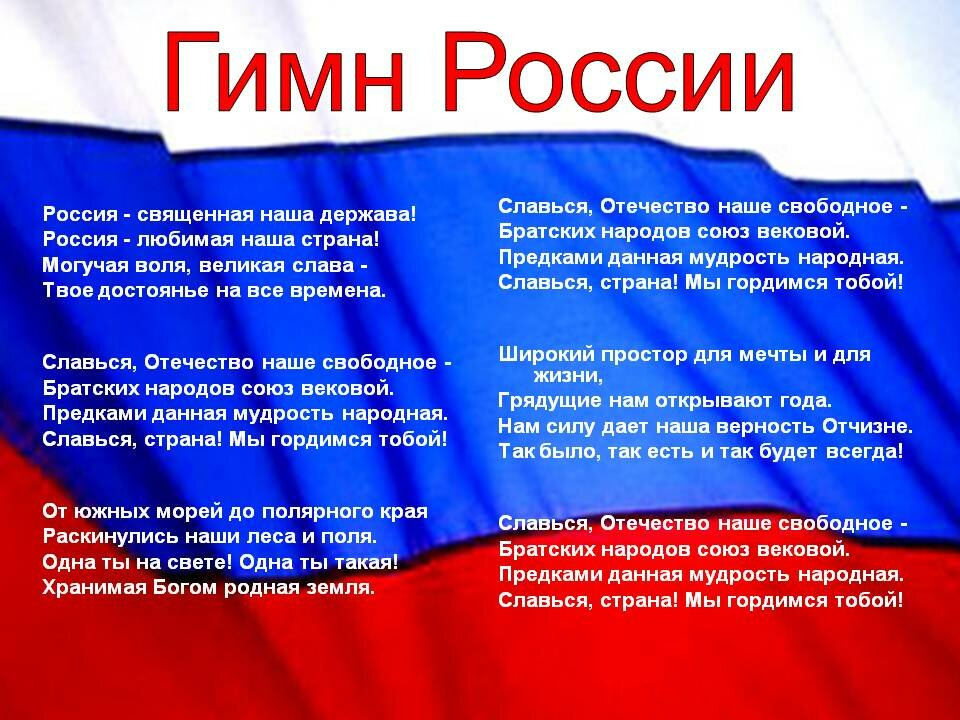 Гимн России
Россия - священная наша держава!
Россия - любимая наша страна!
Могучая воля, великая слава -
Твое достоянье на все времена.
Славься, Отечество наше свободное -
Братских народов союз вековой.
Предками данная мудрость народная.
Славься, страна! Мы гордимся тобой!
От южных морей до полярного края
Раскинулись наши леса и поля.
Одна ты на свете! Одна ты такая!
Хранимая Богом родная земля.
Славься, Отечество наше свободное -
Братских народов союз вековой.
Предками данная мудрость народная.
Славься, страна! Мы гордимся тобой!
Широкий простор для мечты и для
жизни,
Грядущие нам открывают года.
Нам силу дает наша верность Отчизне.
Так было, так есть и так будет всегда!
Славься, Отечество наше свободное -
Братских народов союз вековой.
Предками данная мудрость народная.
Славься, страна! Мы гордимся тобой!